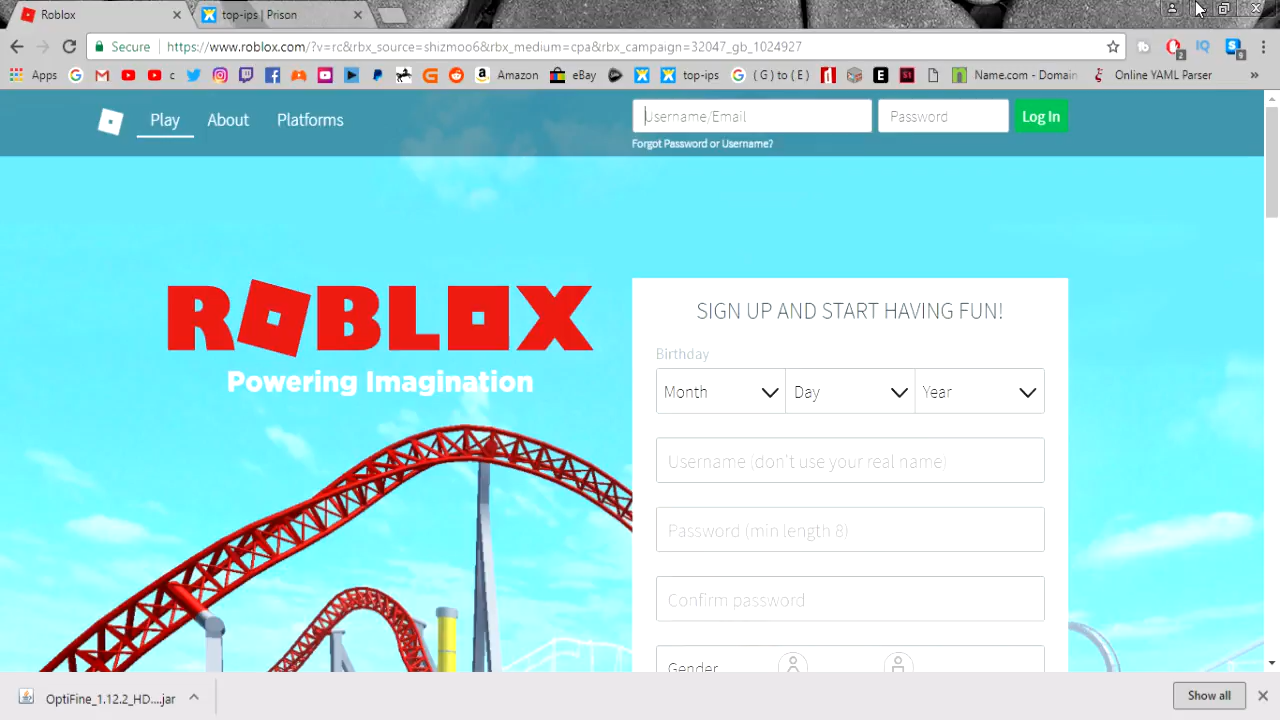 Roblox
top-ips | Prison
Secure
https://www.roblox.com/?v=rc&rbx_source=shizmoo6&rbx_medium=cpa&rbx_campaign=32047_gb_1024927
2
IQ
9
Apps
c
Amazon
eBay
top-ips
( G ) to ( E )
Name.com - Domain
Online YAML Parser
»
Play
About
Platforms
Username/Email
Password
Log In
Forgot Password or Username?
ROBLOX
Powering Imagination
SIGN UP AND START HAVING FUN!
Birthday
Month
Day
Year
Username (don't use your real name)
Password (min length 8)
Confirm password
Gender
OptiFine_1.12.2_HD....jar
Show all